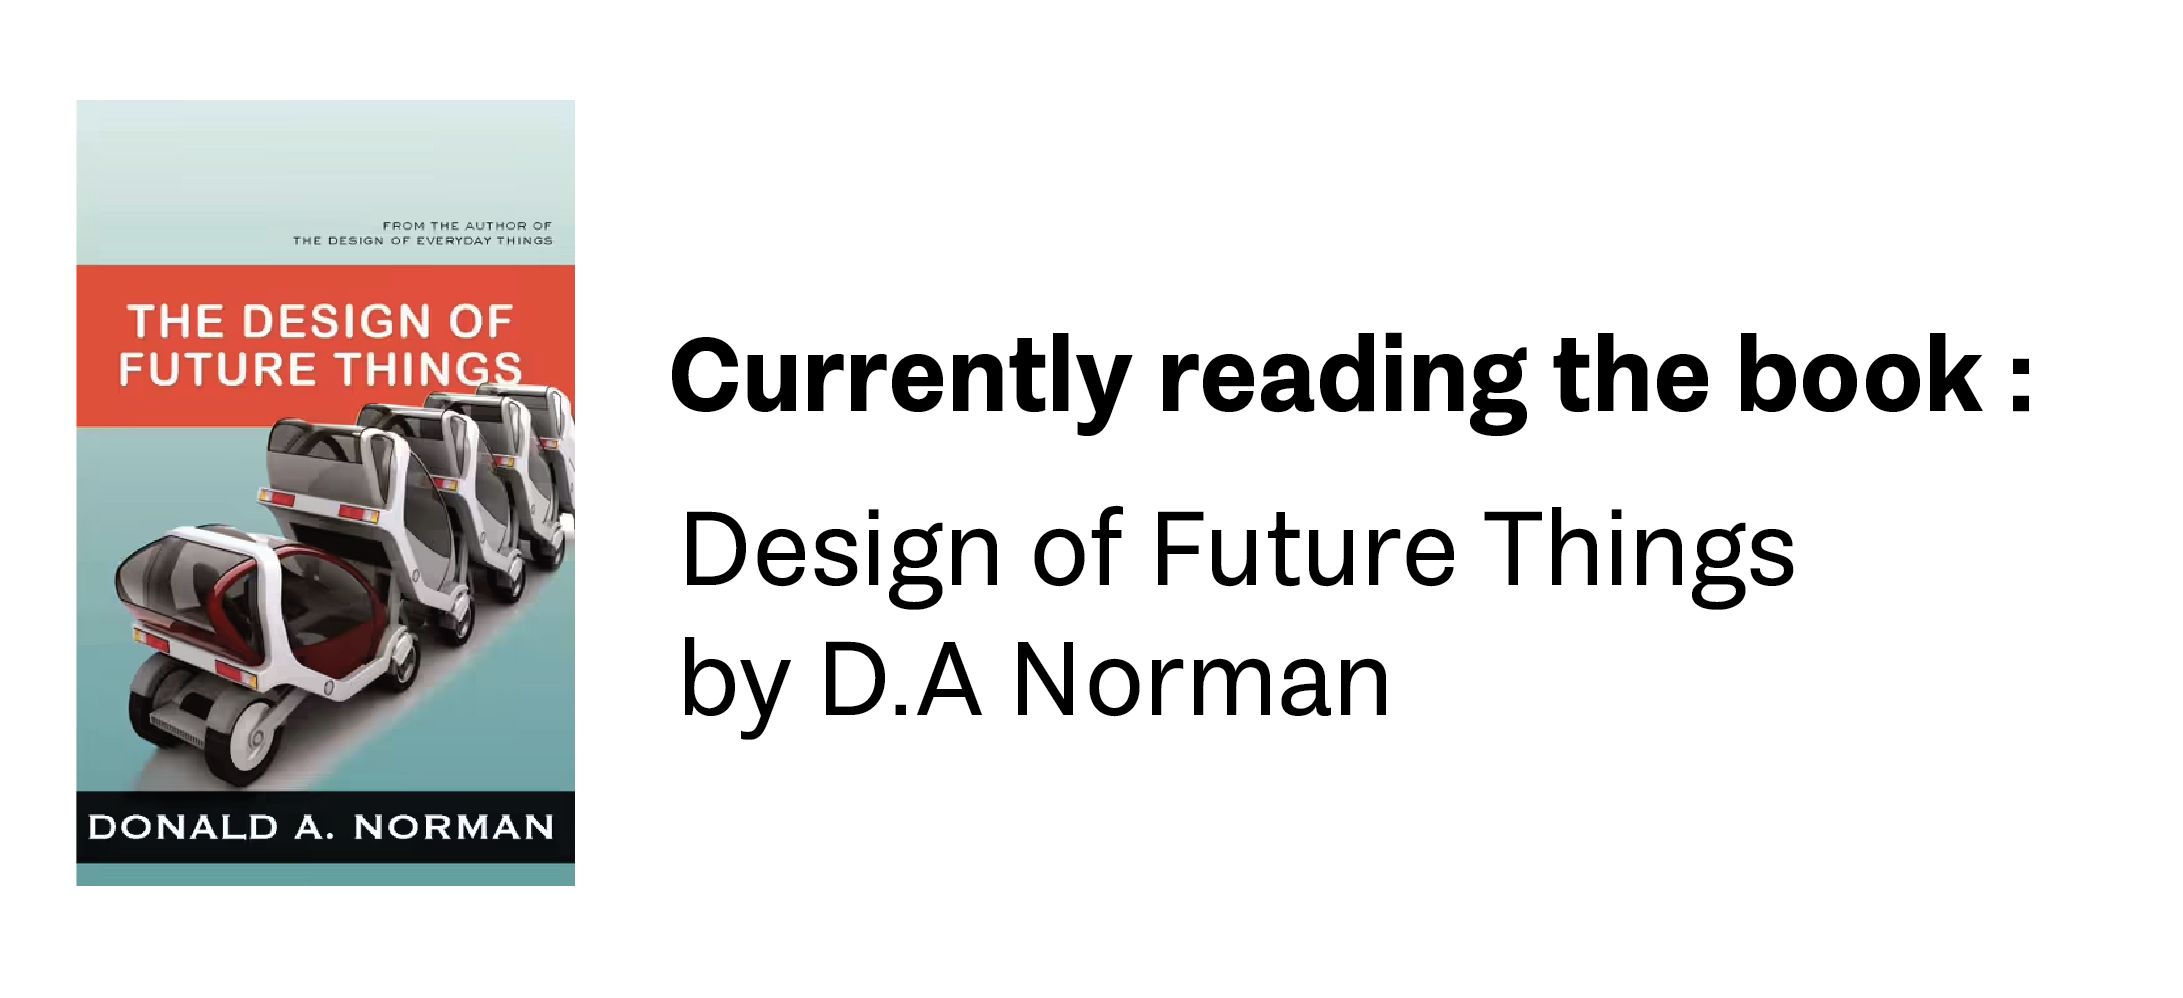 FROM THE AUTHOR OF
THE DESIGN OF EVERYDAY THINGS
THE DESIGN OF
FUTURE THINGS
DONALD A. NORMAN
Currently reading the book :
Design of Future Things
by D.A Norman